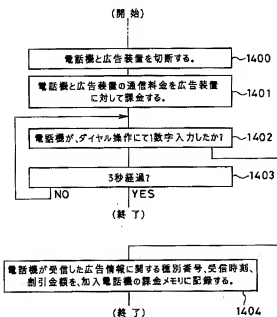 (開 始)
電話機と広告装置を切断する。
1400
電話機と広告装置の通信料金を広告装置
に対して課金する。
1401
電話機が、ダイヤル操作にて1数字入力したか?
1402
3秒経過?
1403
NO
YES
(終 了)
電話機が受信した広告情報に関する種別番号、受信時刻、
割引金額を、加入電話の課金メモリに記録する。
(終 了)
1404